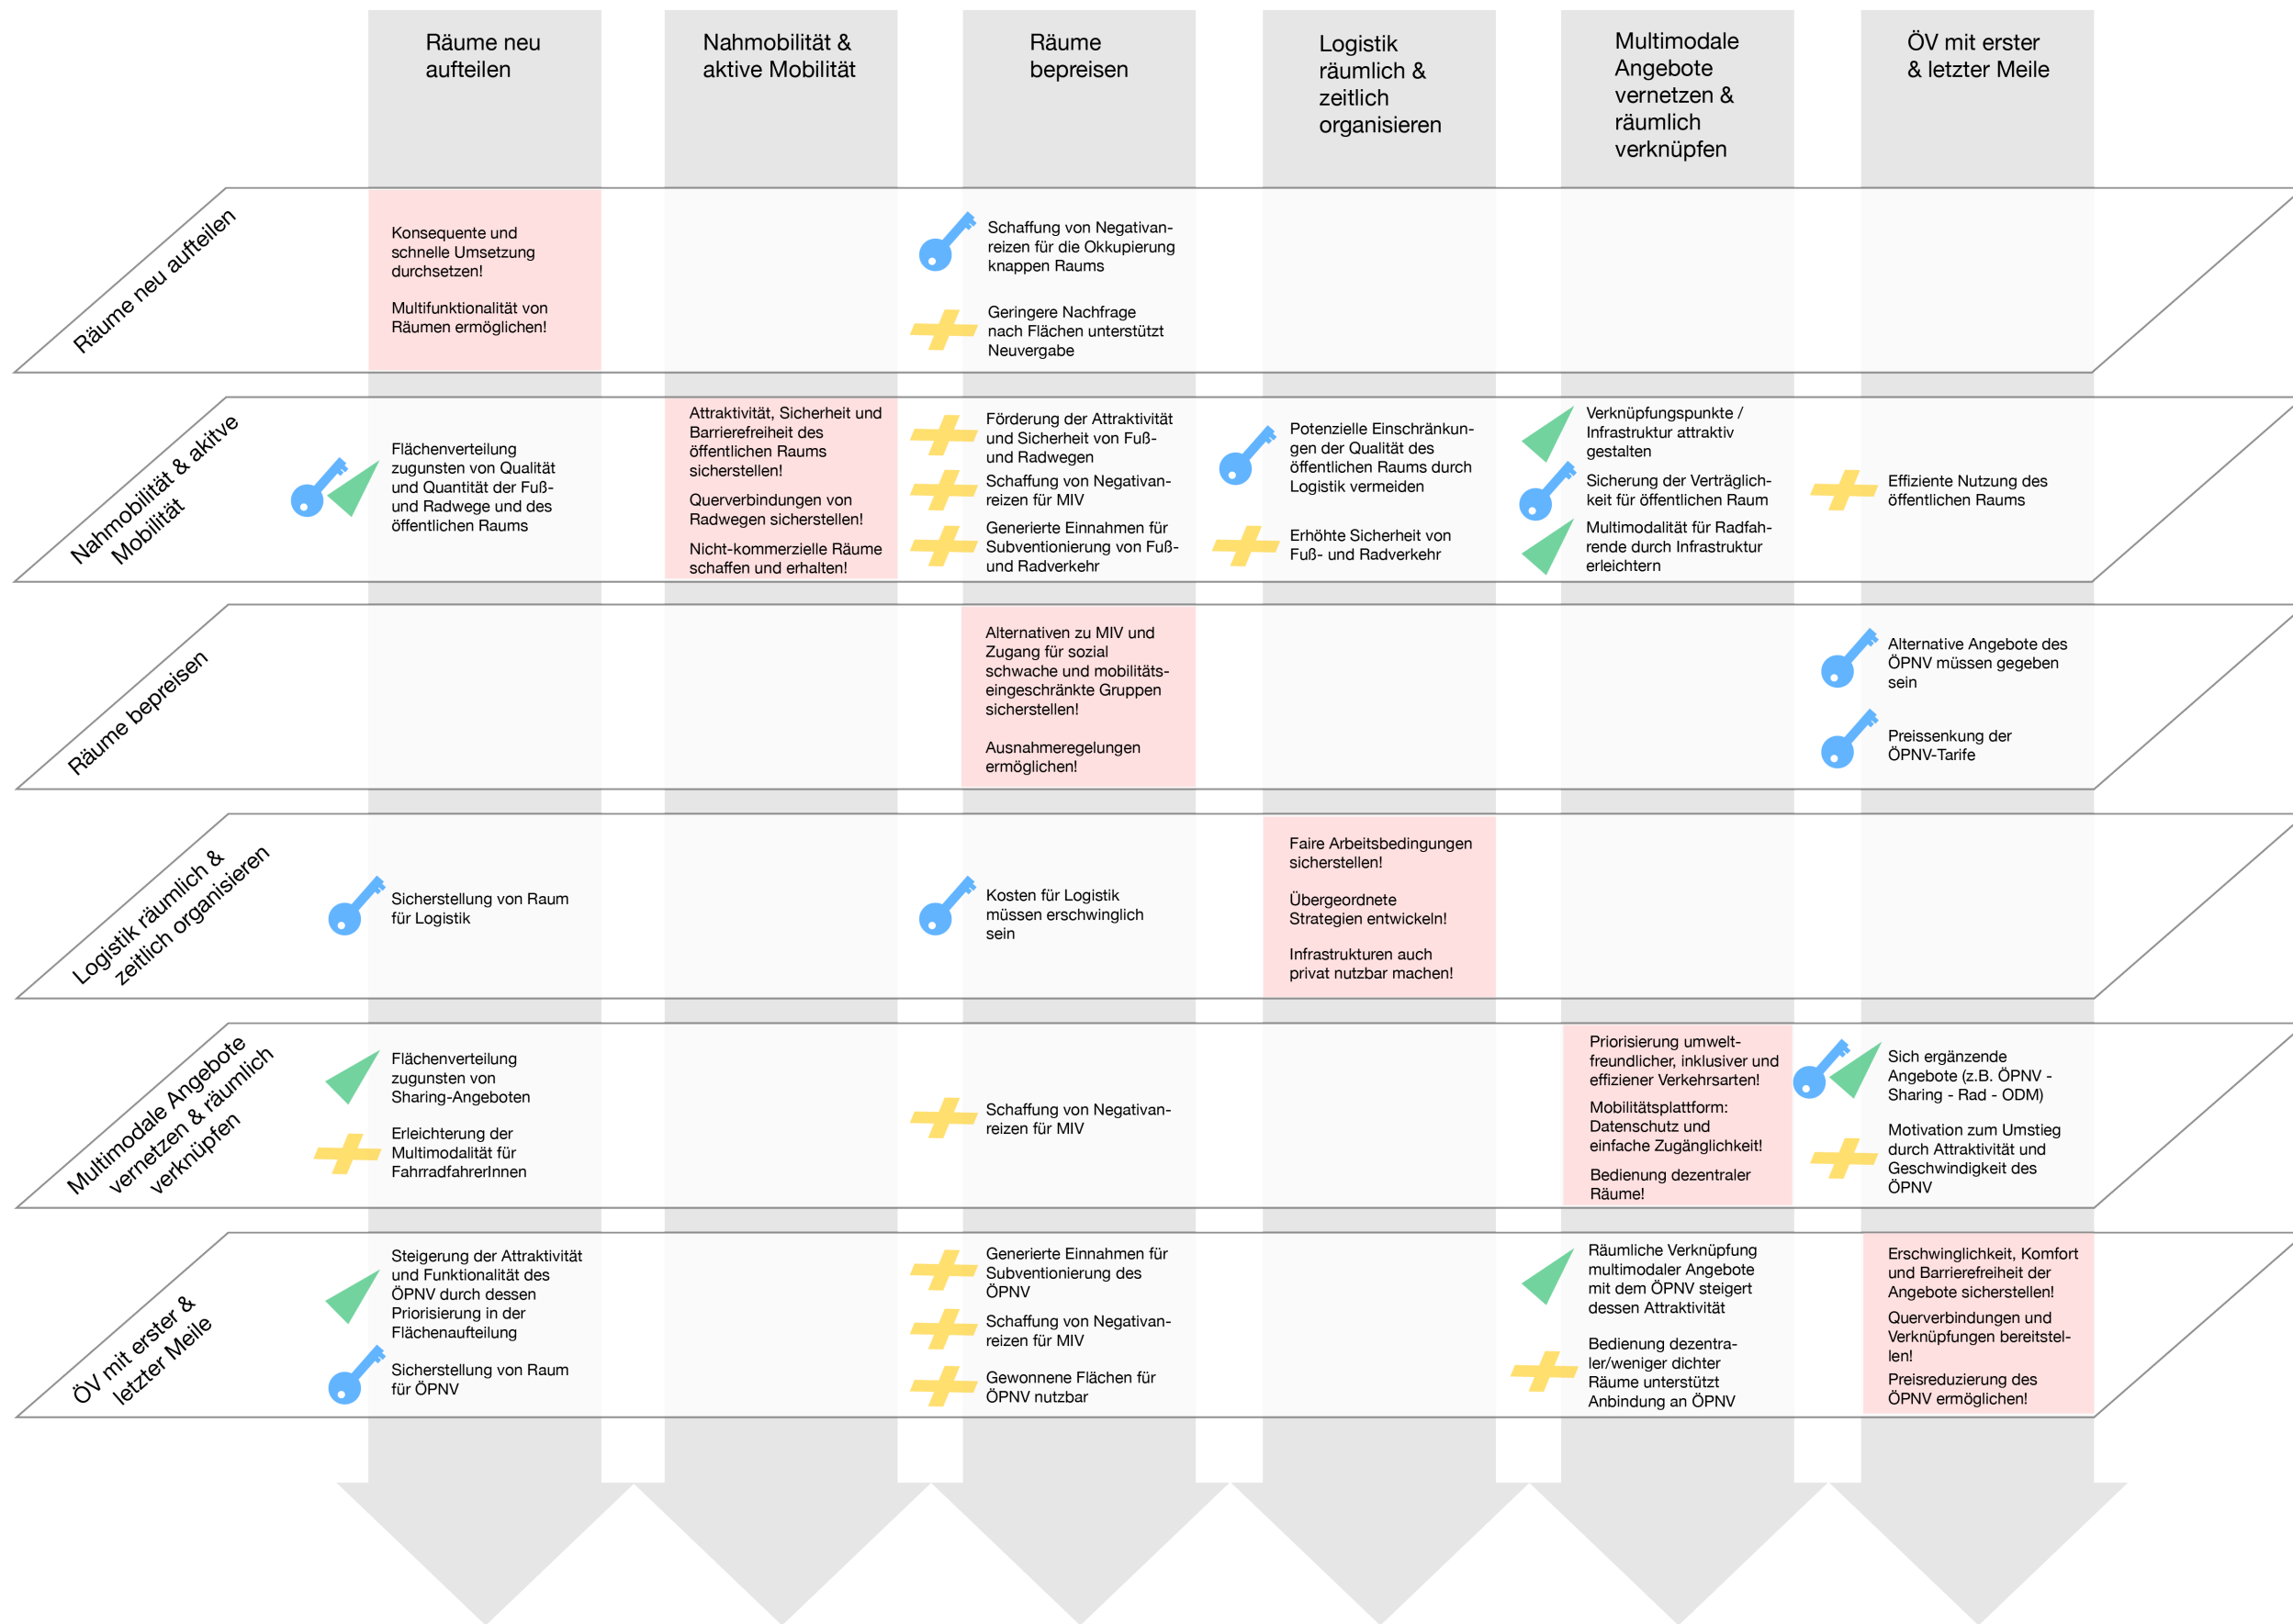 Räume neu
aufteilen
Nahmobilität &
aktive Mobilität
Räume
bepreisen
Logistik
räumlich &
zeitlich
organisieren
Multimodale
Angebote
vernetzen &
räumlich
verknüpfen
ÖV mit erster
& letzter Meile
Räume neu aufteilen
Konsequente und
schnelle Umsetzung
durchsetzen!
Multifunktionalität von
Räumen ermöglichen!
Schaffung von Negativan-
reizen für die Okkupierung
knappen Raums
Geringere Nachfrage
nach Flächen unterstützt
Neuvergabe
Nahmobilität & akitve
Mobilität
Flächenverteilung
zugunsten von Qualität
und Quantität der Fuß-
und Radwege und des
öffentlichen Raums
Attraktivität, Sicherheit und
Barrierefreiheit des
öffentlichen Raums
sicherstellen!
Querverbindungen von
Radwegen sicherstellen!
Nicht-kommerzielle Räume
schaffen und erhalten!
Förderung der Attraktivität
und Sicherheit von Fuß-
und Radwegen
Schaffung von Negativan-
reizen für MIV
Generierte Einnahmen für
Subventionierung von Fuß-
und Radverkehr
Potenzielle Einschränkun-
gen der Qualität des
öffentlichen Raums durch
Logistik vermeiden
Erhöhte Sicherheit von
Fuß- und Radverkehr
Verknüpfungspunkte /
Infrastruktur attraktiv
gestalten
Sicherung der Verträglich-
keit für öffentlichen Raum
Multimodalität für Radfah-
rende durch Infrastruktur
erleichtern
Effiziente Nutzung des
öffentlichen Raums
Räume bepreisen
Alternativen zu MIV und
Zugang für sozial
schwache und mobilitäts-
eingeschränkte Gruppen
sicherstellen!
Ausnahmeregelungen
ermöglichen!
Alternative Angebote des
ÖPNV müssen gegeben
sein
Preissenkung der
ÖPNV-Tarife
Logistik räumlich &
zeitlich organisieren
Sicherstellung von Raum
für Logistik
Kosten für Logistik
müssen erschwinglich
sein
Faire Arbeitsbedingungen
sicherstellen!
Übergeordnete
Strategien entwickeln!
Infrastrukturen auch
privat nutzbar machen!
Multimodale Angebote
vernetzen & räumlich
verknüpfen
Flächenverteilung
zugunsten von
Sharing-Angeboten
Erleichterung der
Multimodalität für
FahrradfahrerInnen
Schaffung von Negativan-
reizen für MIV
Priorisierung umwelt-
freundlicher, inklusiver und
effiziener Verkehrsarten!
Mobilitätsplattform:
Datenschutz und
einfache Zugänglichkeit!
Bedienung dezentraler
Räume!
Sich ergänzende
Angebote (z.B. ÖPNV -
Sharing - Rad - ODM)
Motivation zum Umstieg
durch Attraktivität und
Geschwindigkeit des
ÖPNV
ÖV mit erster &
letzter Meile
Steigerung der Attraktivität
und Funktionalität des
ÖPNV durch dessen
Priorisierung in der
Flächenaufteilung
Sicherstellung von Raum
für ÖPNV
Generierte Einnahmen für
Subventionierung des
ÖPNV
Schaffung von Negativan-
reizen für MIV
Gewonnene Flächen für
ÖPNV nutzbar
Räumliche Verknüpfung
multimodaler Angebote
mit dem ÖPNV steigert
dessen Attraktivität
Bedienung dezentra-
ler/weniger dichter
Räume unterstützt
Anbindung an ÖPNV
Erschwinglichkeit, Komfort
und Barrierefreiheit der
Angebote sicherstellen!
Querverbindungen und
Verknüpfungen bereitstel-
len!
Preisreduzierung des
ÖPNV ermöglichen!